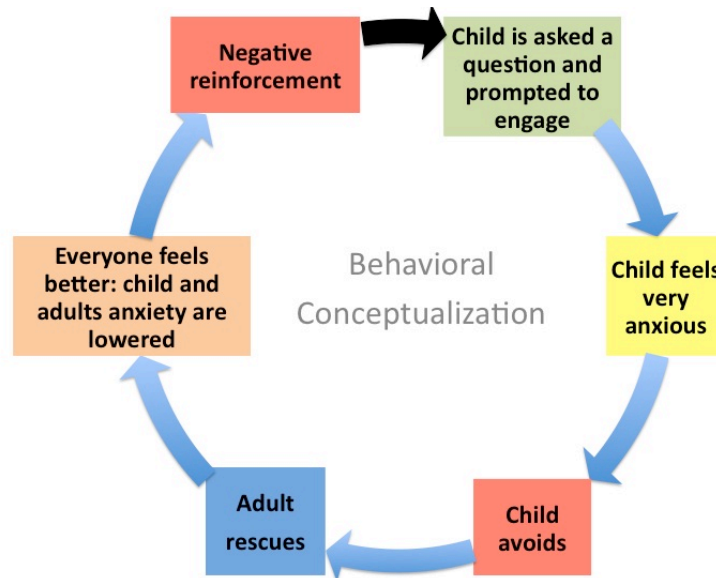 Negative
reinforcement
Child is asked a
question and
prompted to
engage
Child feels
very
anxious
Child
avoids
Adult
rescues
Everyone feels
better: child and
adults anxiety are
lowered
Behavioral
Conceptualization